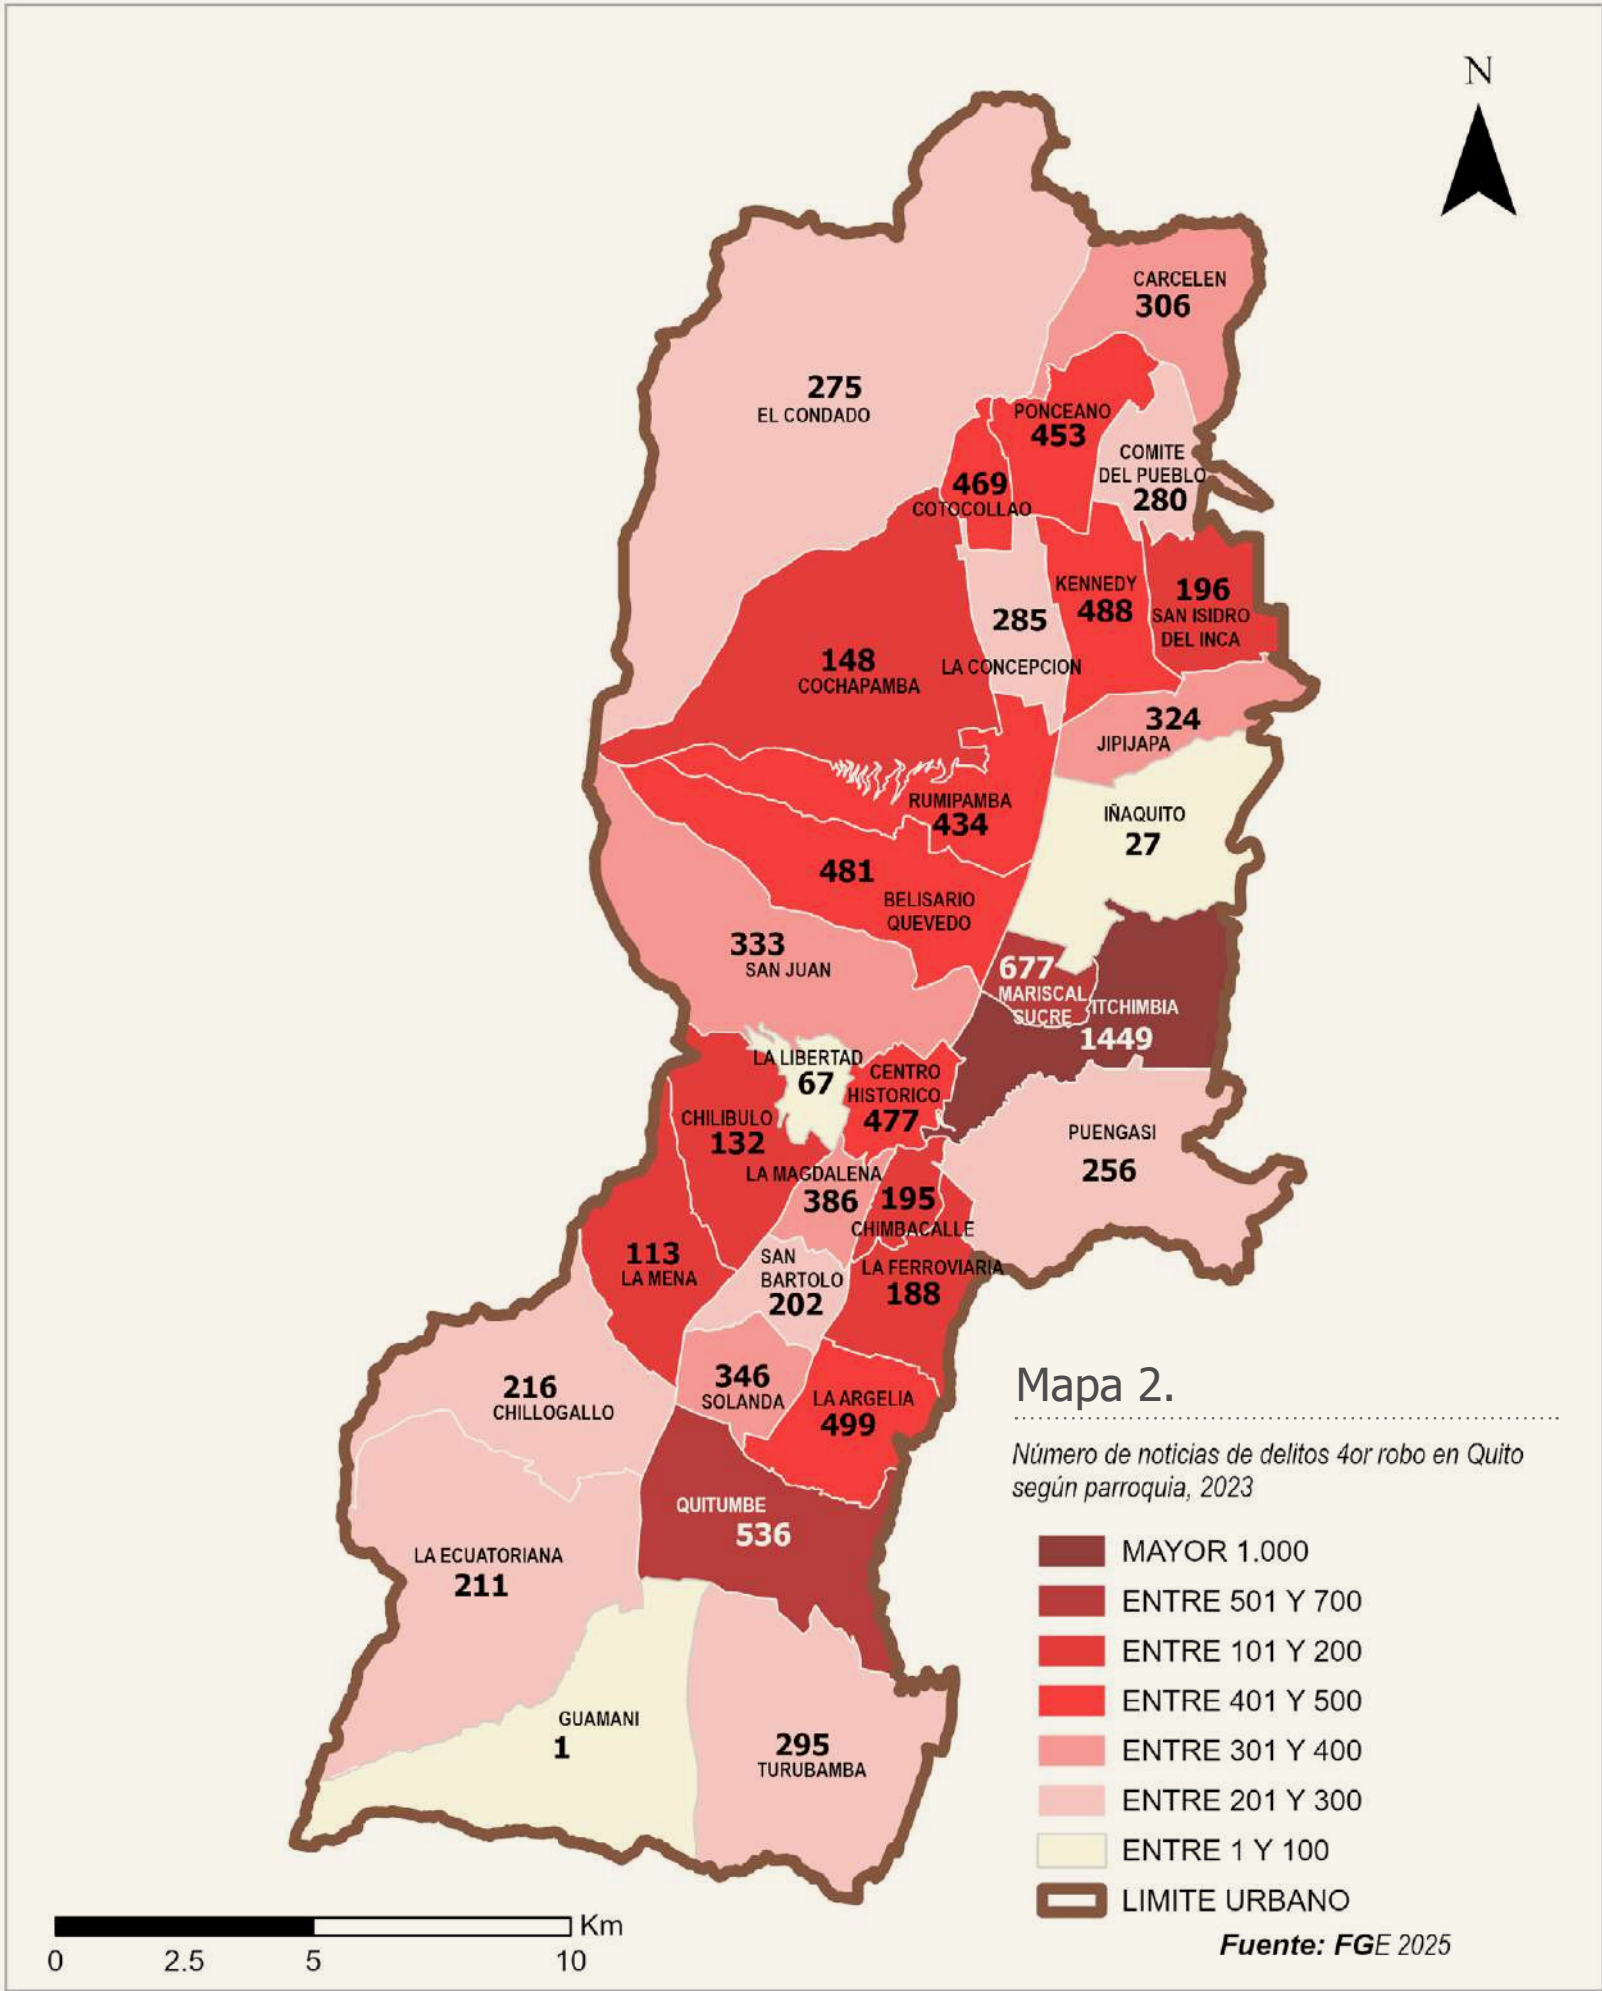 N
CARCELEN
306
275
EL CONDADO
PONCEANO
453
COMITE
DEL PUEBLO
280
469
COTOCOLLAO
KENNEDY
488
196
SAN ISIDRO
DEL INCA
285
LA CONCEPCION
148
COCHAPAMBA
324
JIPIJAPA
RUMIPAMBA
434
IÑAQUITO
27
481
BELISARIO
QUEVEDO
333
SAN JUAN
677
MARISCAL
SUCRE
ITCHIMBIA
1449
LA LIBERTAD
67
CENTRO
HISTORICO
477
CHILIBULO
132
PUENGASI
256
LA MAGDALENA
386
195
CHIMBACALLE
113
LA MENA
SAN
BARTOLO
202
LA FERROVIARIA
188
216
CHILLOGALLO
346
SOLANDA
LA ARGELIA
499
QUITUMBE
536
LA ECUATORIANA
211
GUAMANI
1
295
TURUBAMBA
Mapa 2.
Número de noticias de delitos 4or robo en Quito
según parroquia, 2023
MAYOR 1.000
ENTRE 501 Y 700
ENTRE 101 Y 200
ENTRE 401 Y 500
ENTRE 301 Y 400
ENTRE 201 Y 300
ENTRE 1 Y 100
LIMITE URBANO
Fuente: FGE 2025
Km
0 2.5 5 10